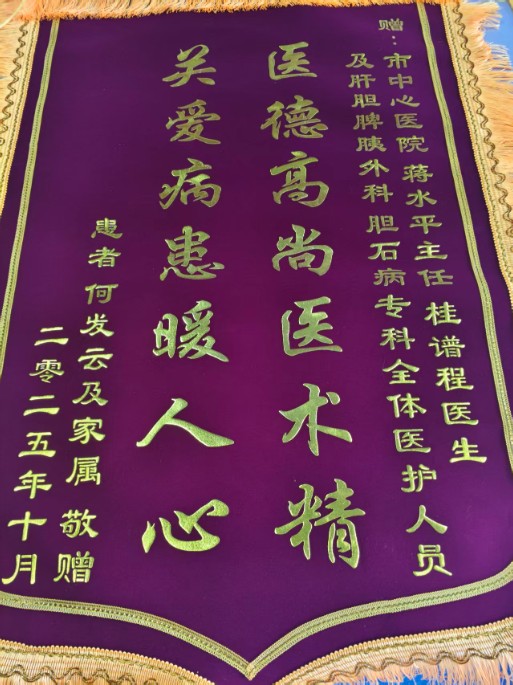 赠：市中心医院 蒋水平主任 桂谱程医生
及肝胆脾胰外科 胆石病专科全体医护人员
医德高尚医术精
关爱病患暖人心
患者何发云及家属 敬赠
二零二五年十月